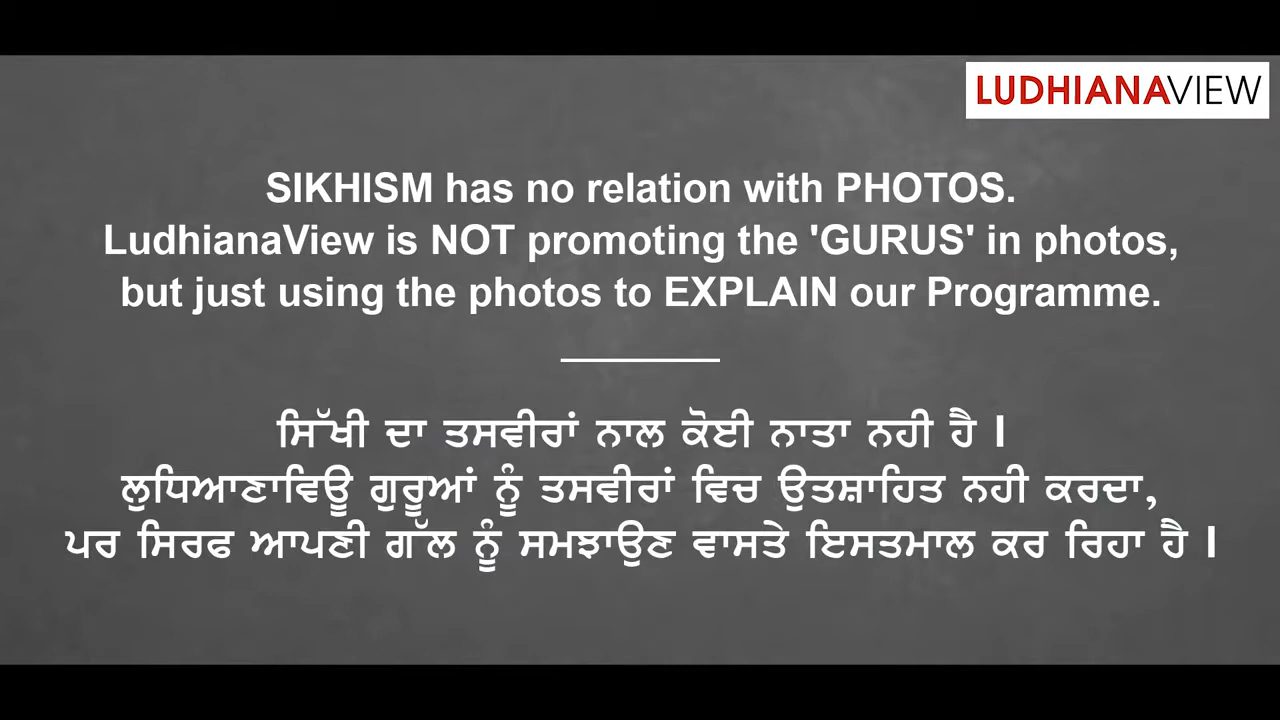 LUDHIANAVIEW
SIKHISM has no relation with PHOTOS.
LudhianaView is NOT promoting the 'GURUS' in photos,
but just using the photos to EXPLAIN our Programme.
ਸਿੱਖੀ ਦਾ ਤਸਵੀਰਾਂ ਨਾਲ ਕੋਈ ਨਾਤਾ ਨਹੀ ਹੈ ।
ਲੁਧਿਆਣਾਵਿਊ ਗੁਰੂਆਂ ਨੂੰ ਤਸਵੀਰਾਂ ਵਿਚ ਉਤਸ਼ਾਹਿਤ ਨਹੀ ਕਰਦਾ,
ਪਰ ਸਿਰਫ ਆਪਣੀ ਗੱਲ ਨੂੰ ਸਮਝਾਉਣ ਵਾਸਤੇ ਇਸਤਮਾਲ ਕਰ ਰਿਹਾ ਹੈ ।